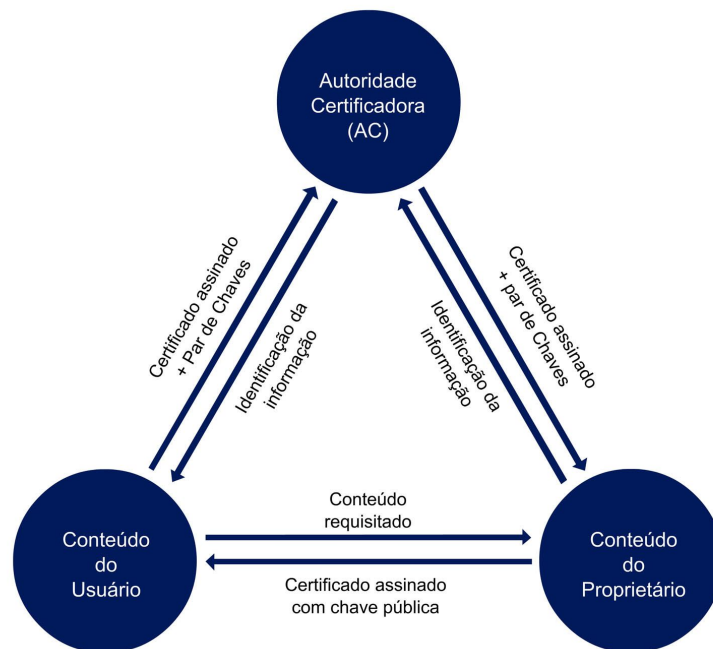 Autoridade
Certificadora
(AC)
Certificado assinado
+ Par de Chaves
Identificação da
informação
Identificação da
informação
Certificado assinado
+ par de Chaves
Conteúdo
do
Usuário
Conteúdo
requisitado
Certificado assinado
com chave pública
Conteúdo
do
Proprietário